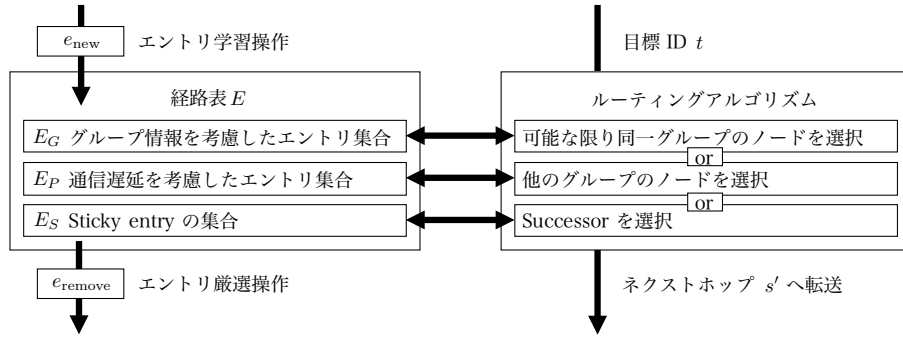 e_new エントリ学習操作
目標 ID t
経路表 E
ルーティングアルゴリズム
E_G グループ情報を考慮したエントリ集合
可能な限り同一グループのノードを選択
or
E_P 通信遅延を考慮したエントリ集合
他のグループのノードを選択
or
E_S Sticky entry の集合
Successor を選択
e_remove エントリ厳選操作
ネクストホップ s′ へ転送